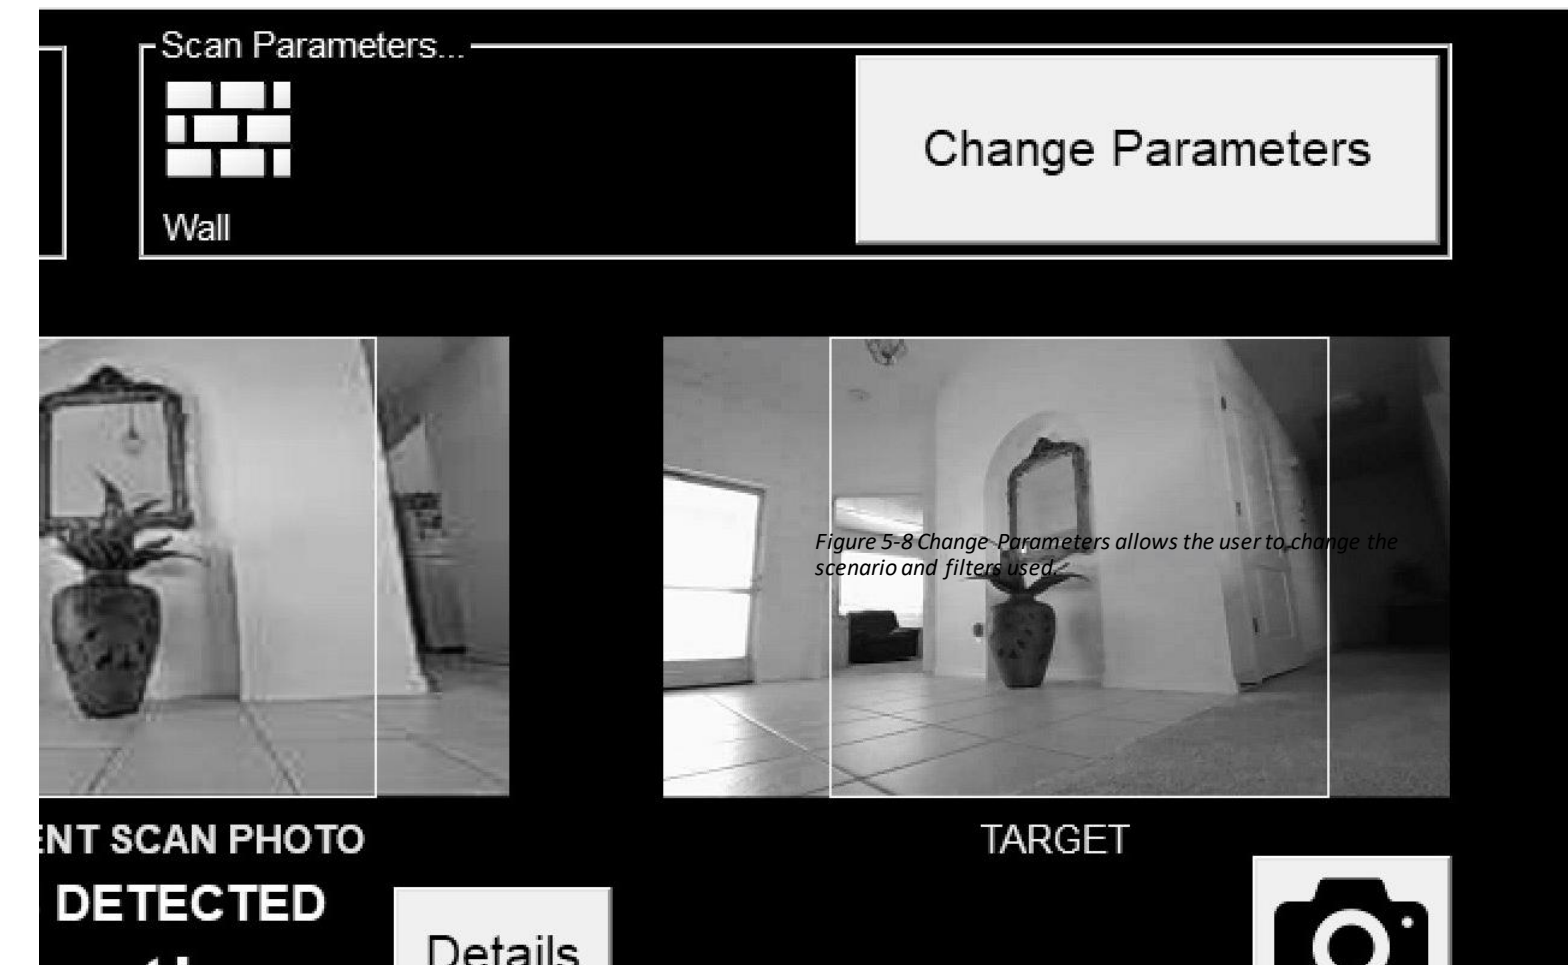 Scan Parameters...
Change Parameters
Wall
Figure 5-8 Change Parameters allows the user to change the
scenario and filters used.
ENT SCAN PHOTO
TARGET
DETECTED
Details